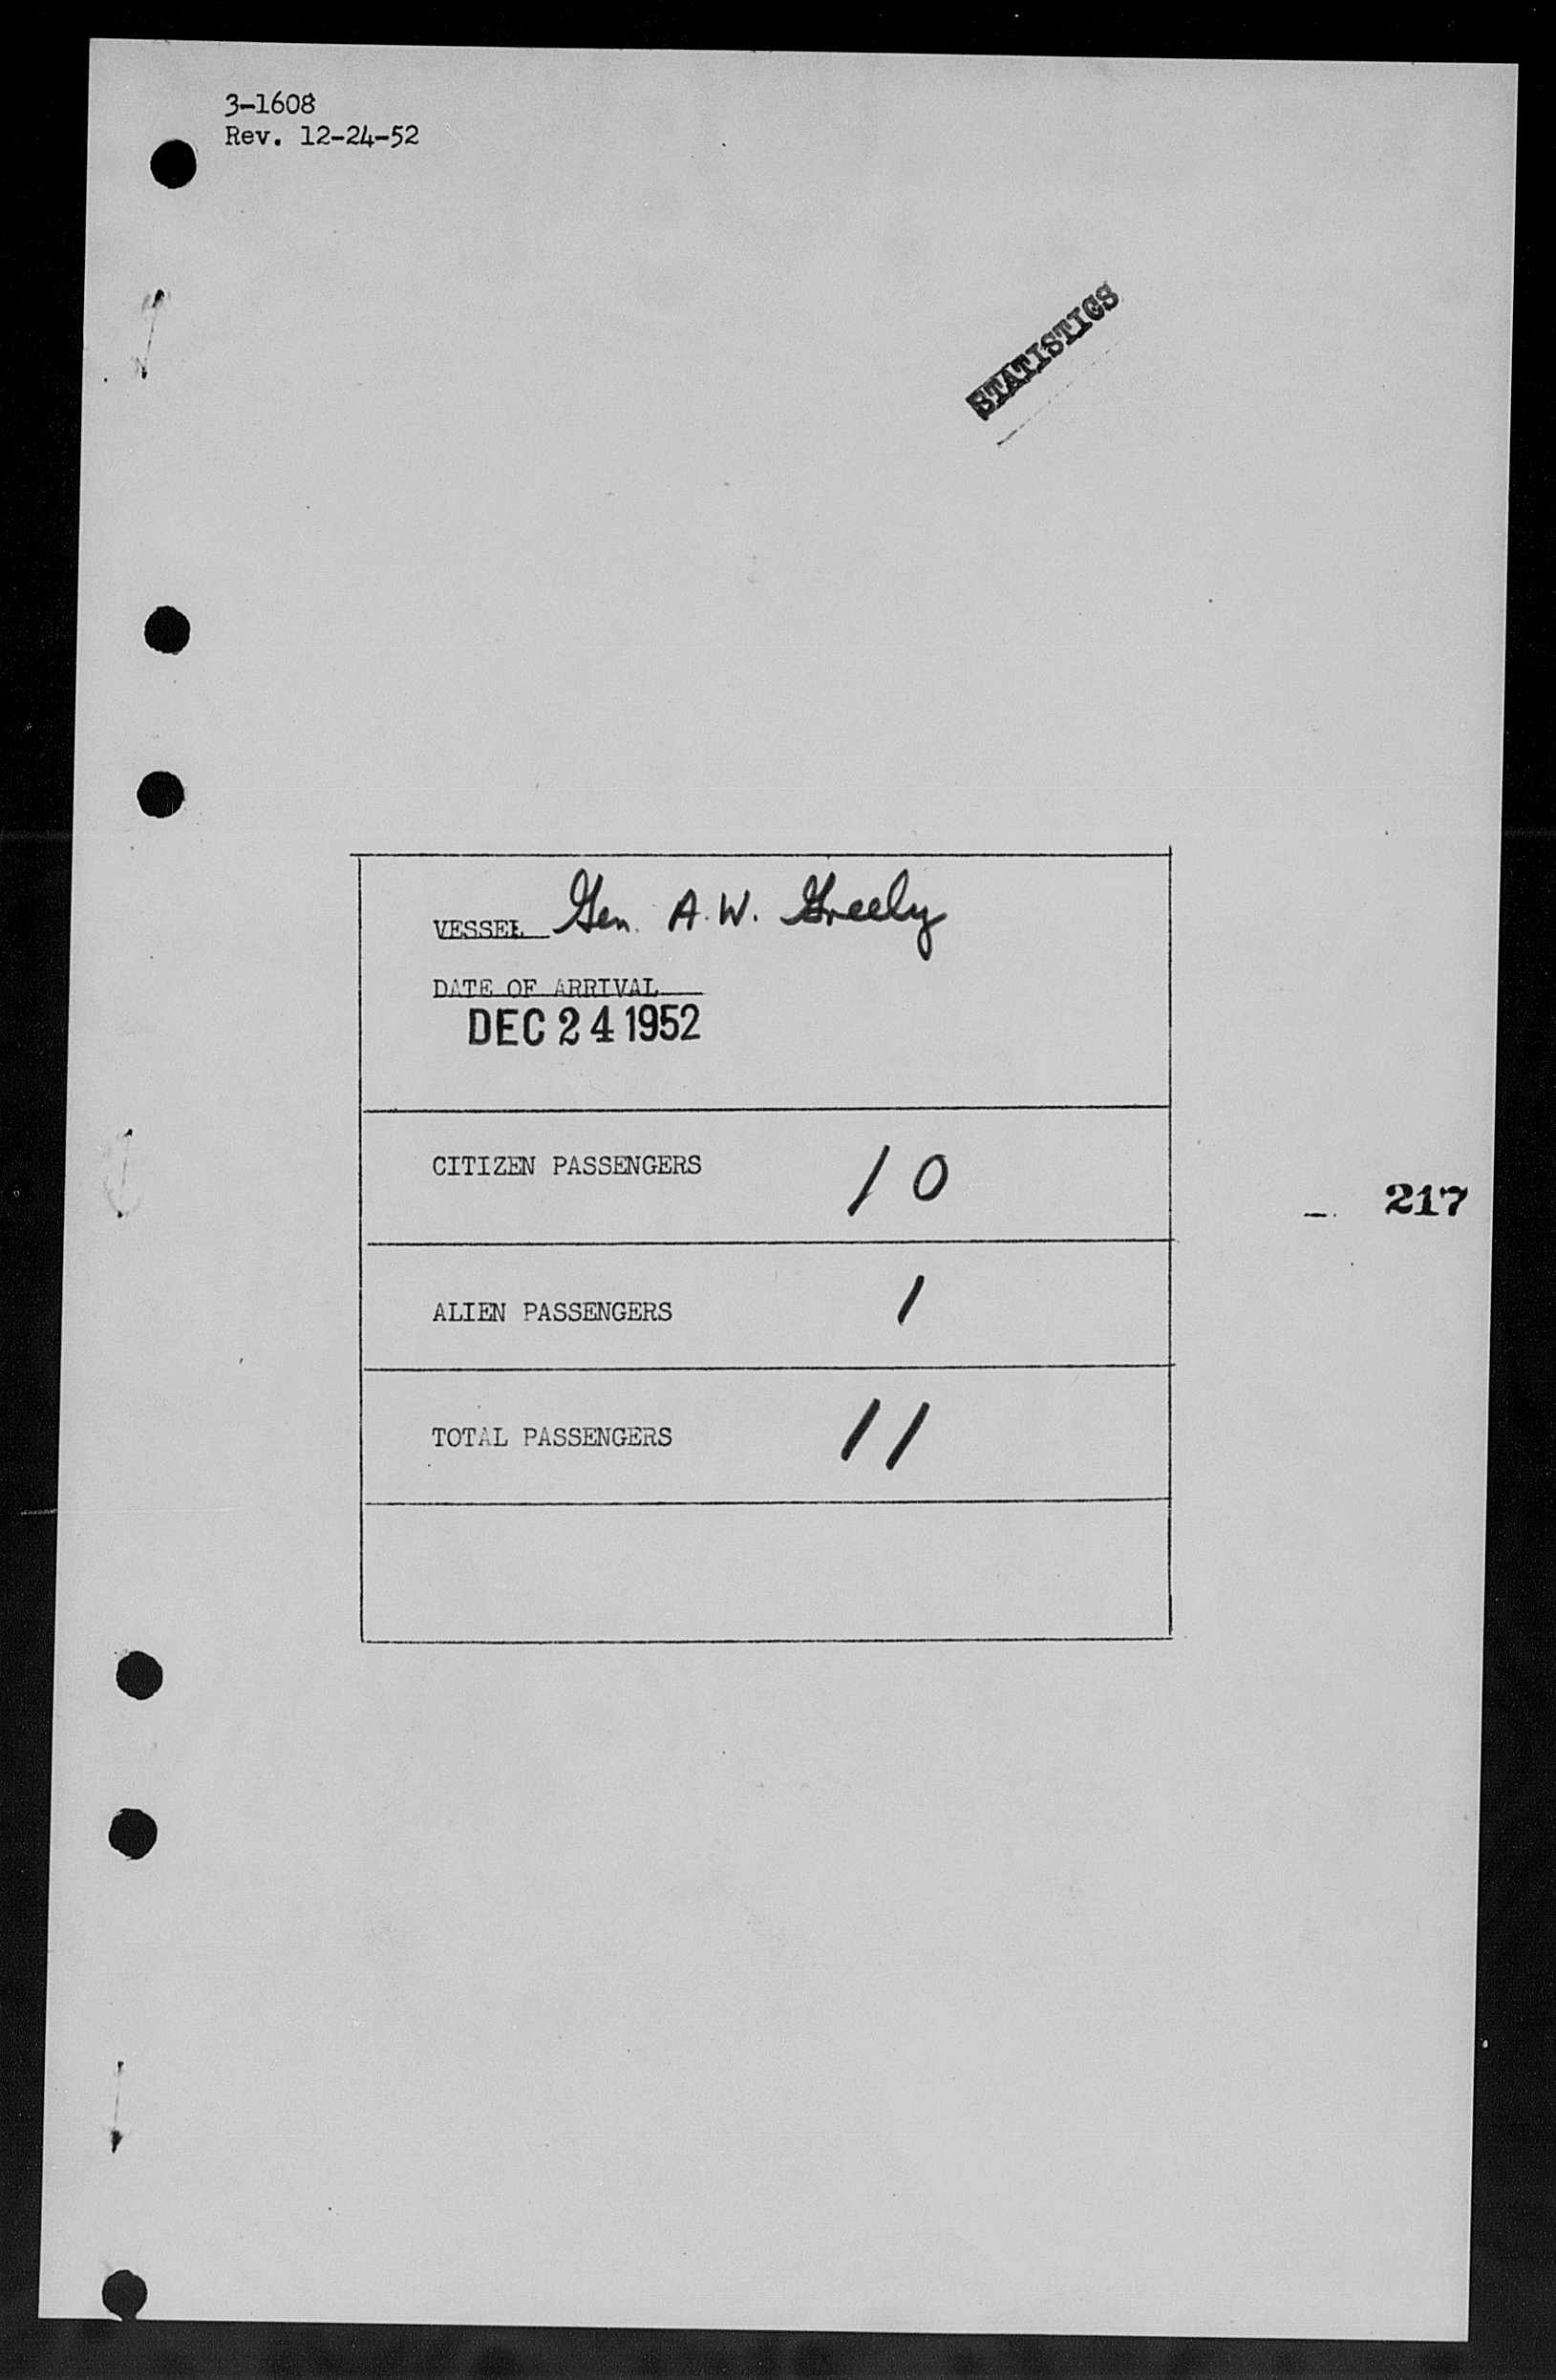 3-1608
Rev. 12-24-52
STATISTICS
VESSEL Gen. A. W. Greely
DATE OF ARRIVAL
DEC 24 1952
CITIZEN PASSENGERS 10
217
ALIEN PASSENGERS 1
TOTAL PASSENGERS 11